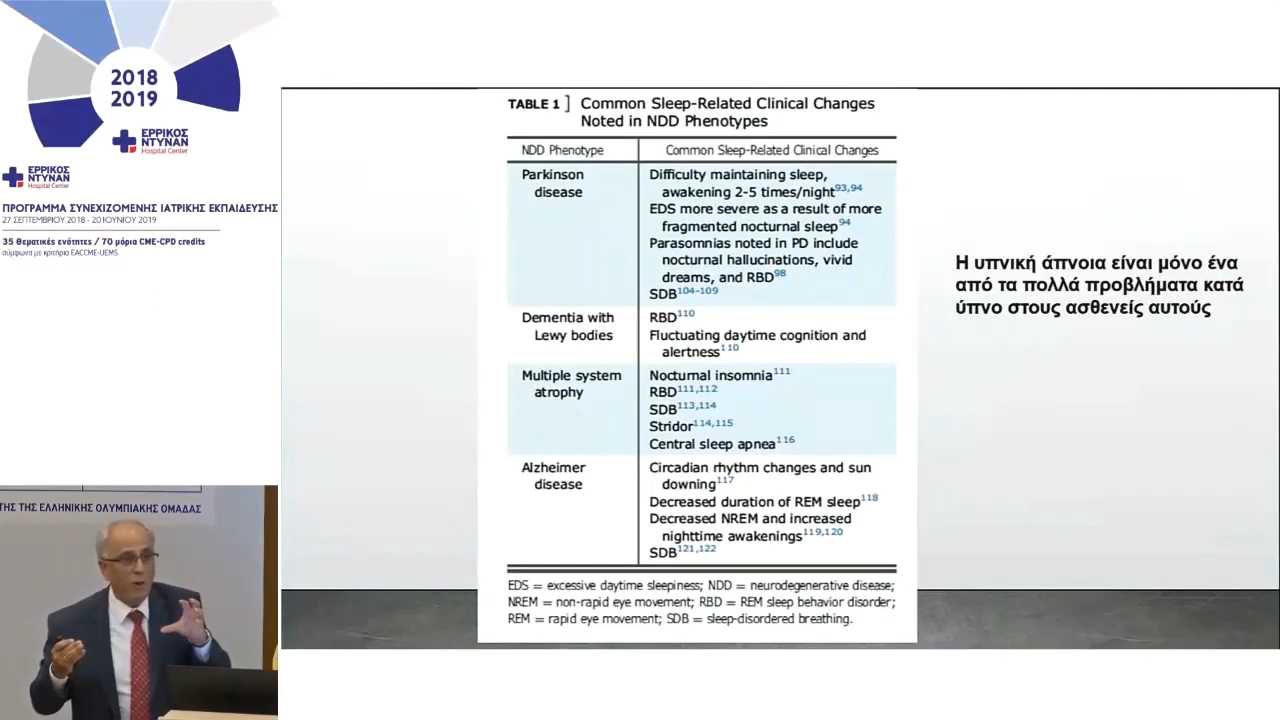 2018
2019
ΕΡΡΙΚΟΣ
ΝΤΥΝΑΝ
Hospital Center
ΕΡΡΙΚΟΣ
ΝΤΥΝΑΝ
Hospital Center
ΠΡΟΓΡΑΜΜΑ ΣΥΝΕΧΙΖΟΜΕΝΗΣ ΙΑΤΡΙΚΗΣ ΕΚΠΑΙΔΕΥΣΗΣ
27 ΣΕΠΤΕΜΒΡΙΟΥ 2018 - 20 ΙΟΥΝΙΟΥ 2019
35 Θεματικές ενότητες / 70 μόρια CME-CPD credits
σύμφωνα με κριτήρια EACCME-UEMS
ΤΗΣ ΤΗΣ ΕΛΛΗΝΙΚΗΣ ΟΛΥΜΠΙΑΚΗΣ ΟΜΑΔΑΣ
TABLE 1] Common Sleep-Related Clinical Changes
Noted in NDD Phenotypes
NDD Phenotype Common Sleep-Related Clinical Changes
Parkinson Difficulty maintaining sleep,
disease awakening 2-5 times/night93,94
EDS more severe as a result of more
fragmented nocturnal sleep94
Parasomnias noted in PD include
nocturnal hallucinations, vivid
dreams, and RBD98
SDB104-109
Dementia with RBD110
Lewy bodies Fluctuating daytime cognition and
alertness110
Multiple system Nocturnal insomnia111
atrophy RBD111,112
SDB113,114
Stridor114,115
Central sleep apnea116
Alzheimer Circadian rhythm changes and sun
disease downing117
Decreased duration of REM sleep118
Decreased NREM and increased
nighttime awakenings119,120
SDB121,122
EDS = excessive daytime sleepiness; NDD = neurodegenerative disease;
NREM = non-rapid eye movement; RBD = REM sleep behavior disorder;
REM = rapid eye movement; SDB = sleep-disordered breathing.
Η υπνική άπνοια είναι μόνο ένα
από τα πολλά προβλήματα κατά
ύπνο στους ασθενείς αυτούς